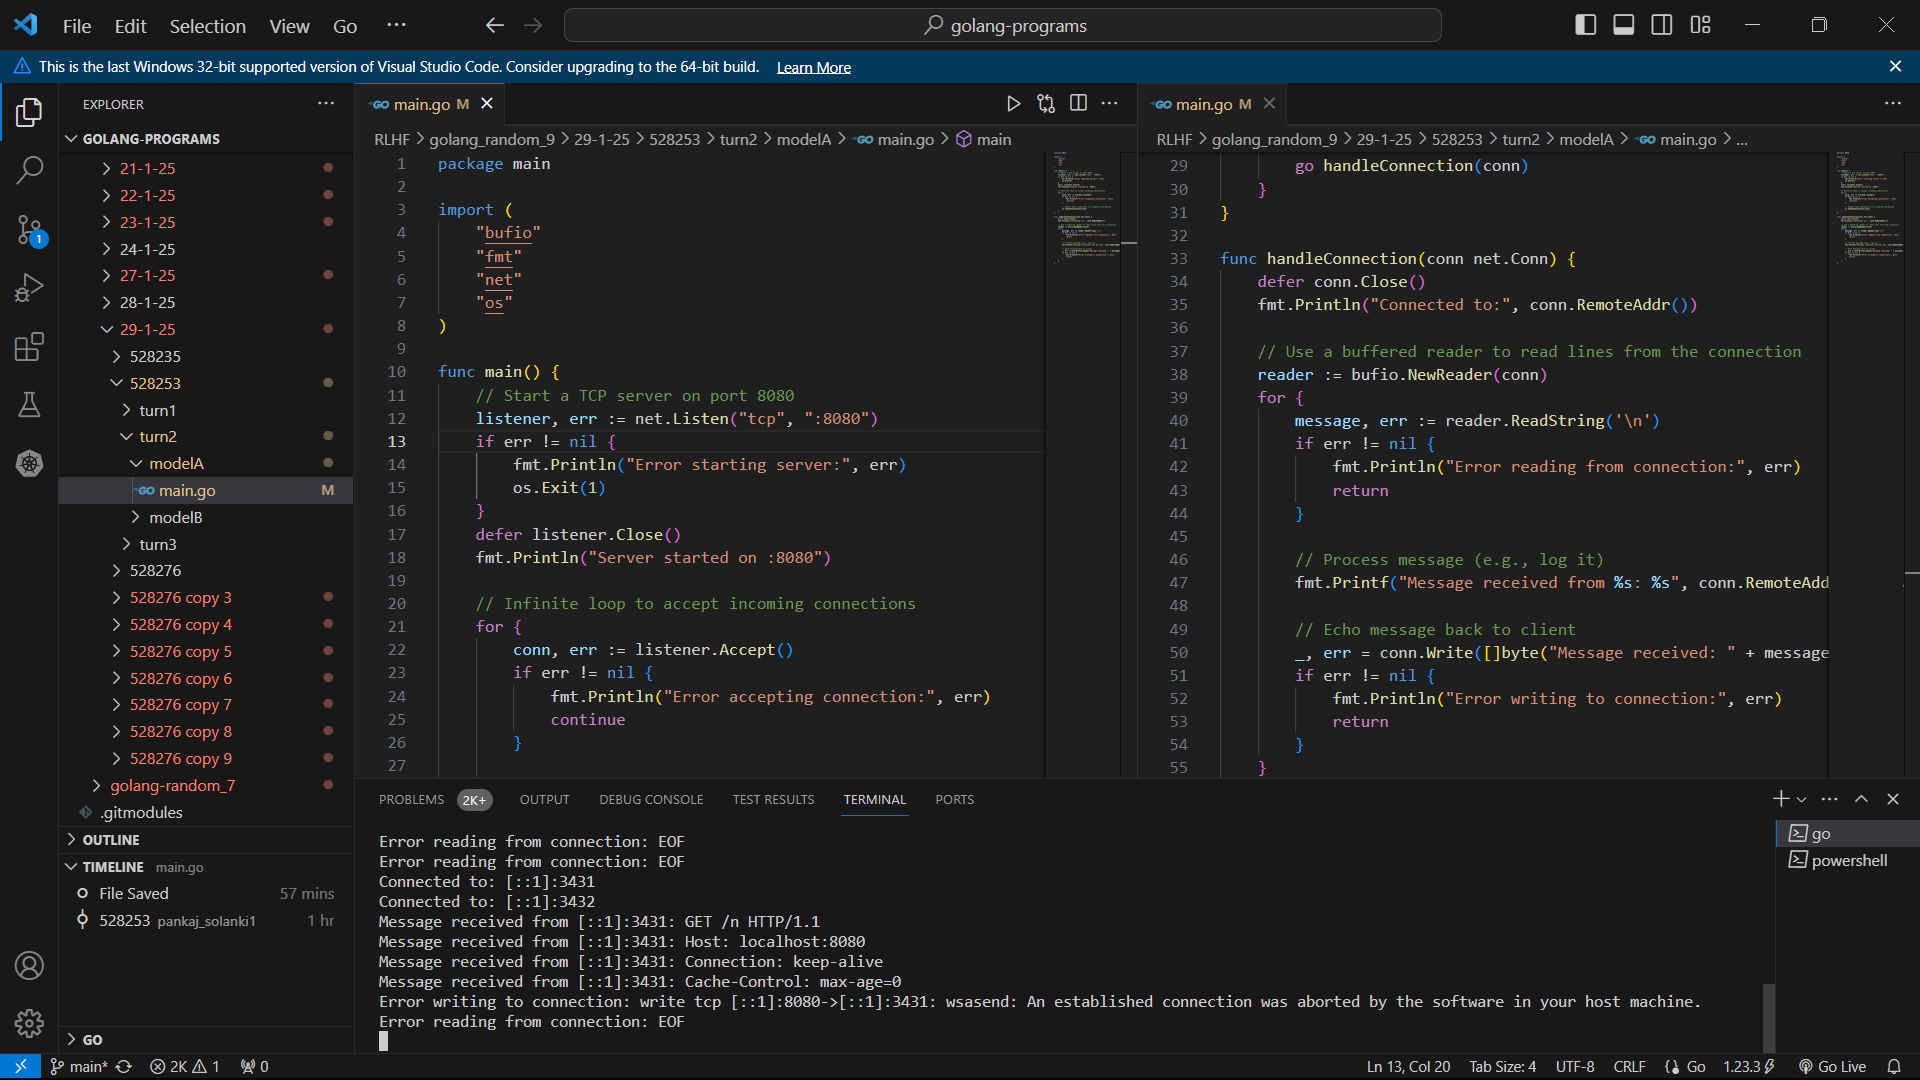 File Edit Selection View Go ···
golang-programs
This is the last Windows 32-bit supported version of Visual Studio Code. Consider upgrading to the 64-bit build. Learn More
EXPLORER ···
GOLANG-PROGRAMS
21-1-25
22-1-25
23-1-25
24-1-25
27-1-25
28-1-25
29-1-25
528235
528253
turn1
turn2
modelA
main.go M
modelB
turn3
528276
528276 copy 3
528276 copy 4
528276 copy 5
528276 copy 6
528276 copy 7
528276 copy 8
528276 copy 9
golang-random_7
.gitmodules
OUTLINE
TIMELINE main.go
File Saved 57 mins
528253 pankaj_solanki1 1 hr
GO
1
GO main.go M
RLHF > golang_random_9 > 29-1-25 > 528253 > turn2 > modelA > GO main.go > main
1 package main
2
3 import (
4 "bufio"
5 "fmt"
6 "net"
7 "os"
8 )
9
10 func main() {
11 // Start a TCP server on port 8080
12 listener, err := net.Listen("tcp", ":8080")
13 if err != nil {
14 fmt.Println("Error starting server:", err)
15 os.Exit(1)
16 }
17 defer listener.Close()
18 fmt.Println("Server started on :8080")
19
20 // Infinite loop to accept incoming connections
21 for {
22 conn, err := listener.Accept()
23 if err != nil {
24 fmt.Println("Error accepting connection:", err)
25 continue
26 }
27
GO main.go M
RLHF > golang_random_9 > 29-1-25 > 528253 > turn2 > modelA > GO main.go > ...
29 go handleConnection(conn)
30 }
31 }
32
33 func handleConnection(conn net.Conn) {
34 defer conn.Close()
35 fmt.Println("Connected to:", conn.RemoteAddr())
36
37 // Use a buffered reader to read lines from the connection
38 reader := bufio.NewReader(conn)
39 for {
40 message, err := reader.ReadString('\n')
41 if err != nil {
42 fmt.Println("Error reading from connection:", err)
43 return
44 }
45
46 // Process message (e.g., log it)
47 fmt.Printf("Message received from %s: %s", conn.RemoteAdd
48
49 // Echo message back to client
50 _, err = conn.Write([]byte("Message received: " + message
51 if err != nil {
52 fmt.Println("Error writing to connection:", err)
53 return
54 }
55 }
PROBLEMS 2K+ OUTPUT DEBUG CONSOLE TEST RESULTS TERMINAL PORTS
Error reading from connection: EOF
Error reading from connection: EOF
Connected to: [::1]:3431
Connected to: [::1]:3432
Message received from [::1]:3431: GET /n HTTP/1.1
Message received from [::1]:3431: Host: localhost:8080
Message received from [::1]:3431: Connection: keep-alive
Message received from [::1]:3431: Cache-Control: max-age=0
Error writing to connection: write tcp [::1]:8080->[::1]:3431: wsasend: An established connection was aborted by the software in your host machine.
Error reading from connection: EOF
go
powershell
main* 2K 1 0 Ln 13, Col 20 Tab Size: 4 UTF-8 CRLF Go 1.23.3 Go Live